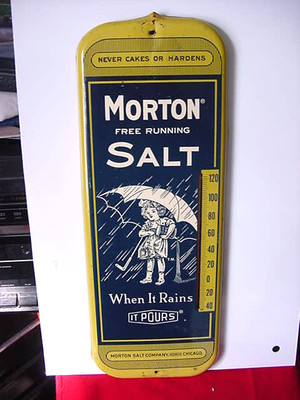 NEVER CAKES OR HARDENS
MORTON®
FREE RUNNING
SALT
120
100
80
60
40
20
0
20
40
T.M.
When It Rains
IT POURS®
MORTON SALT COMPANY, CHICAGO.